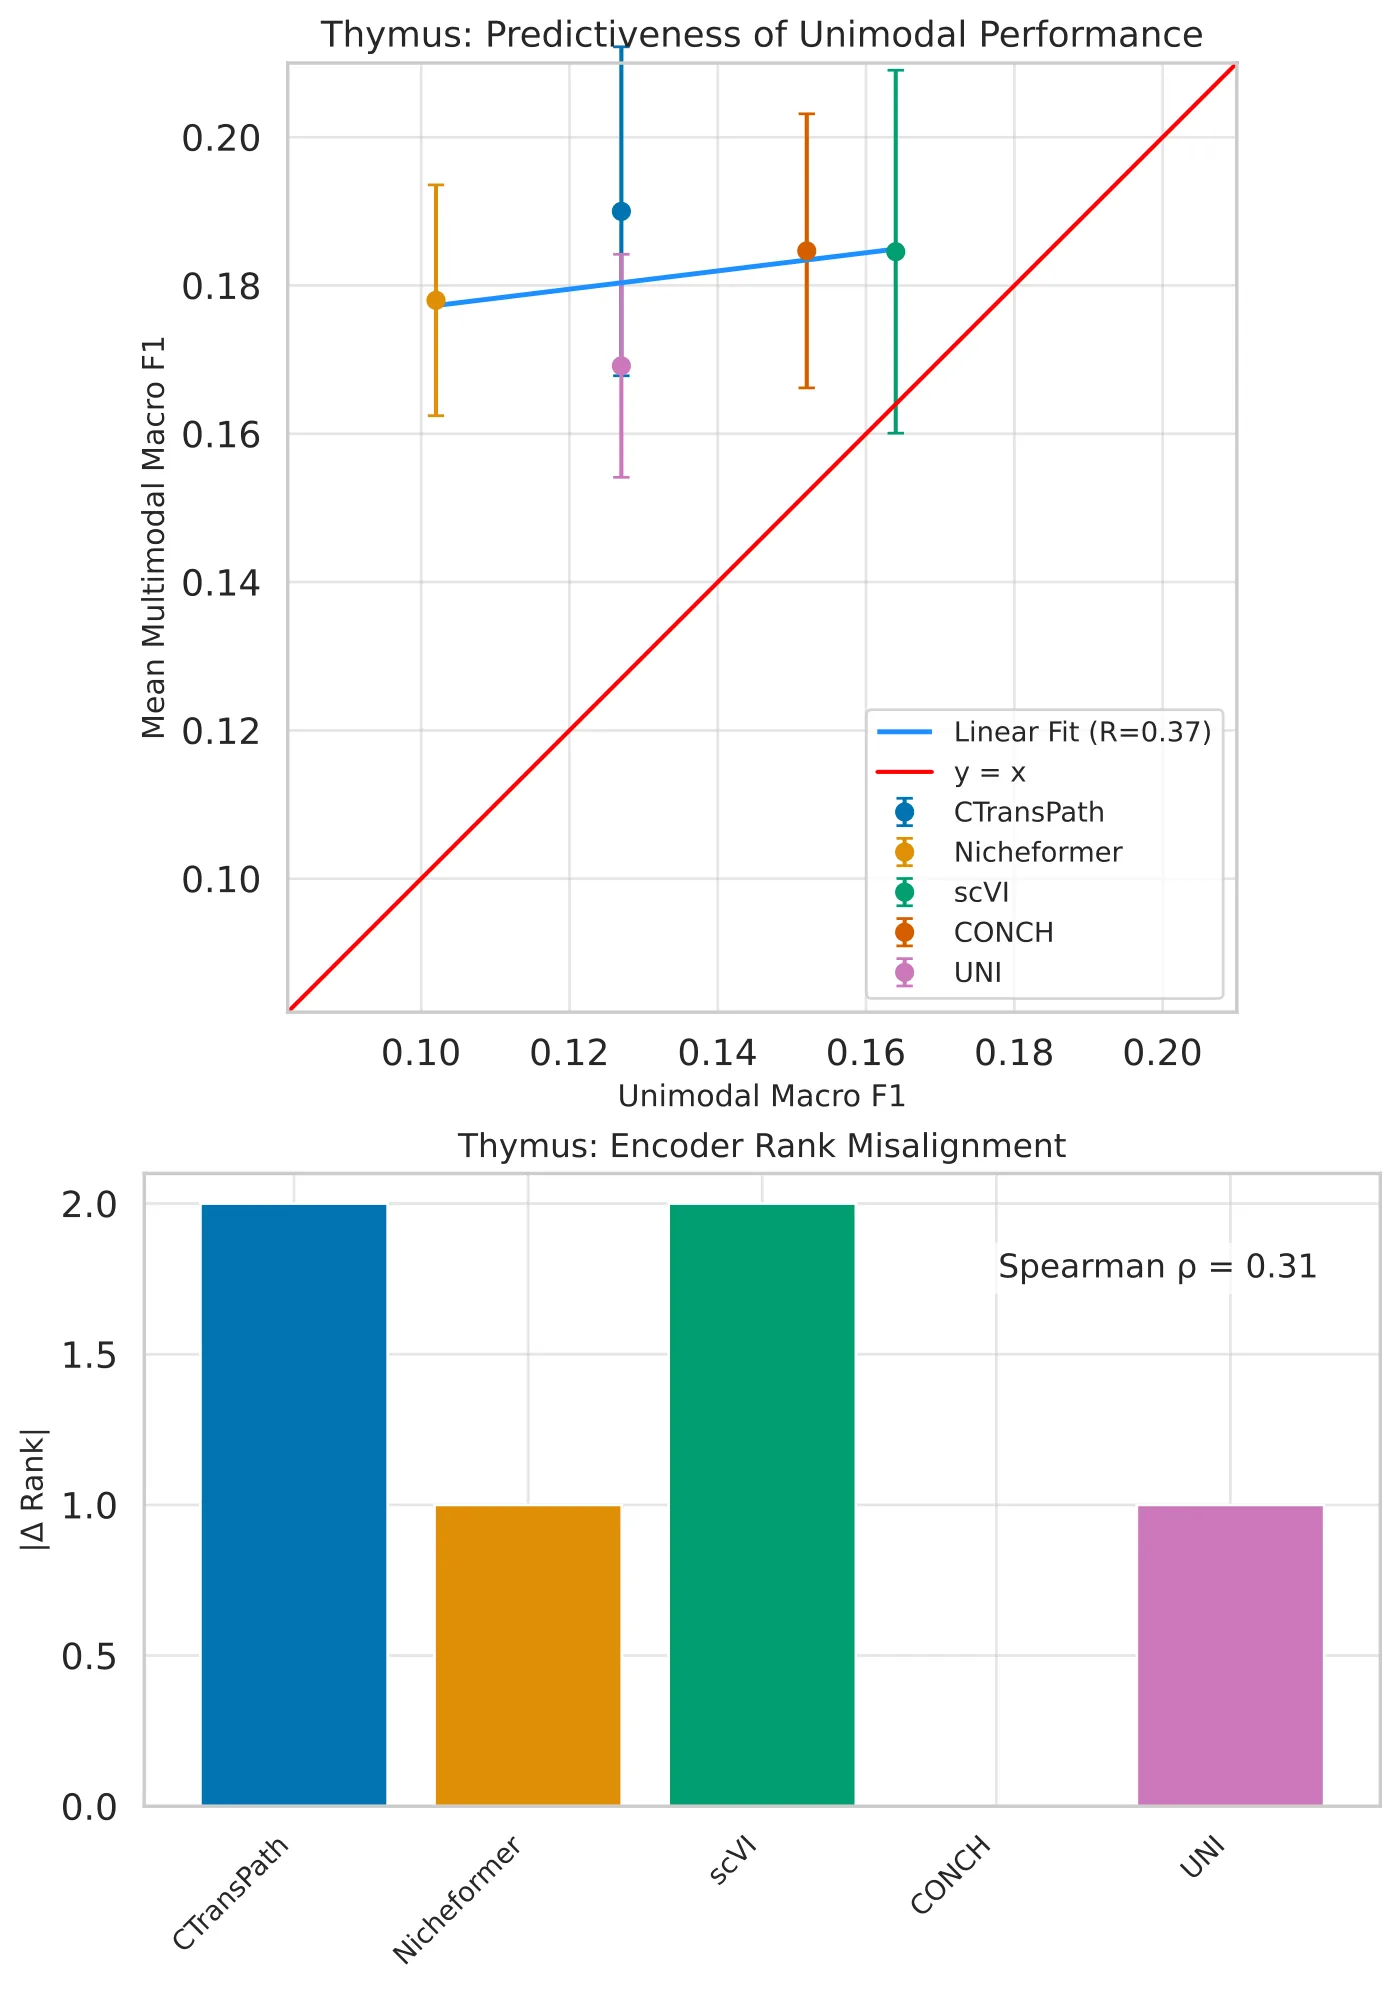 Thymus: Predictiveness of Unimodal Performance
0.20
0.18
0.16
0.14
0.12
0.10
Mean Multimodal Macro F1
Linear Fit (R=0.37)
y = x
CTransPath
Nicheformer
scVI
CONCH
UNI
0.10 0.12 0.14 0.16 0.18 0.20
Unimodal Macro F1
Thymus: Encoder Rank Misalignment
2.0
1.5
1.0
0.5
0.0
|Δ Rank|
Spearman ρ = 0.31
CTransPath
Nicheformer
scVI
CONCH
UNI